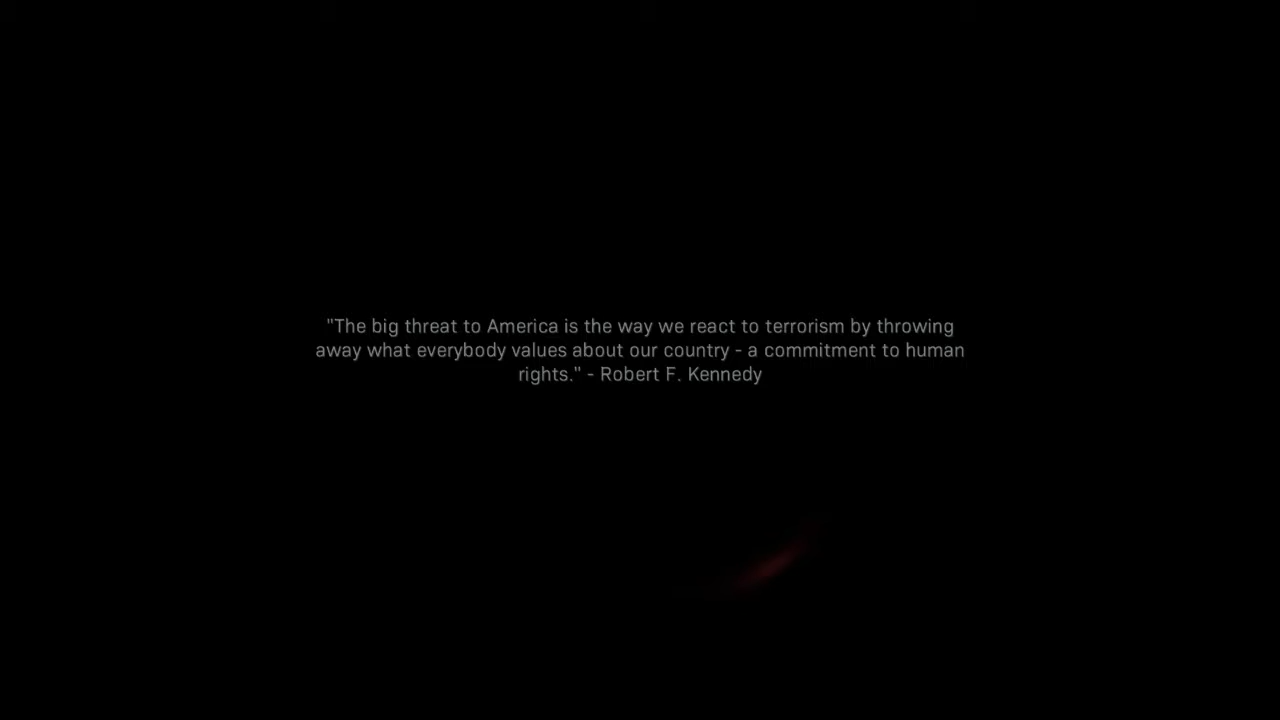 "The big threat to America is the way we react to terrorism by throwing
away what everybody values about our country - a commitment to human
rights." - Robert F. Kennedy